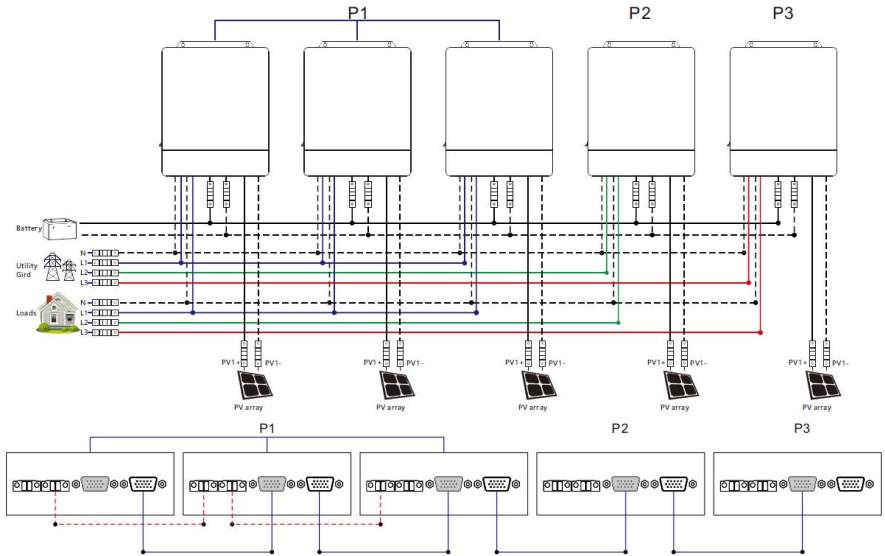 P1 P2 P3
Battery
N
L1
Utility
Gird
L2
L3
N
Loads
L1
L2
L3
PV1+ PV1- PV1+ PV1- PV1+ PV1- PV1+ PV1- PV1+ PV1-
PV array PV array PV array PV array PV array
P1 P2 P3